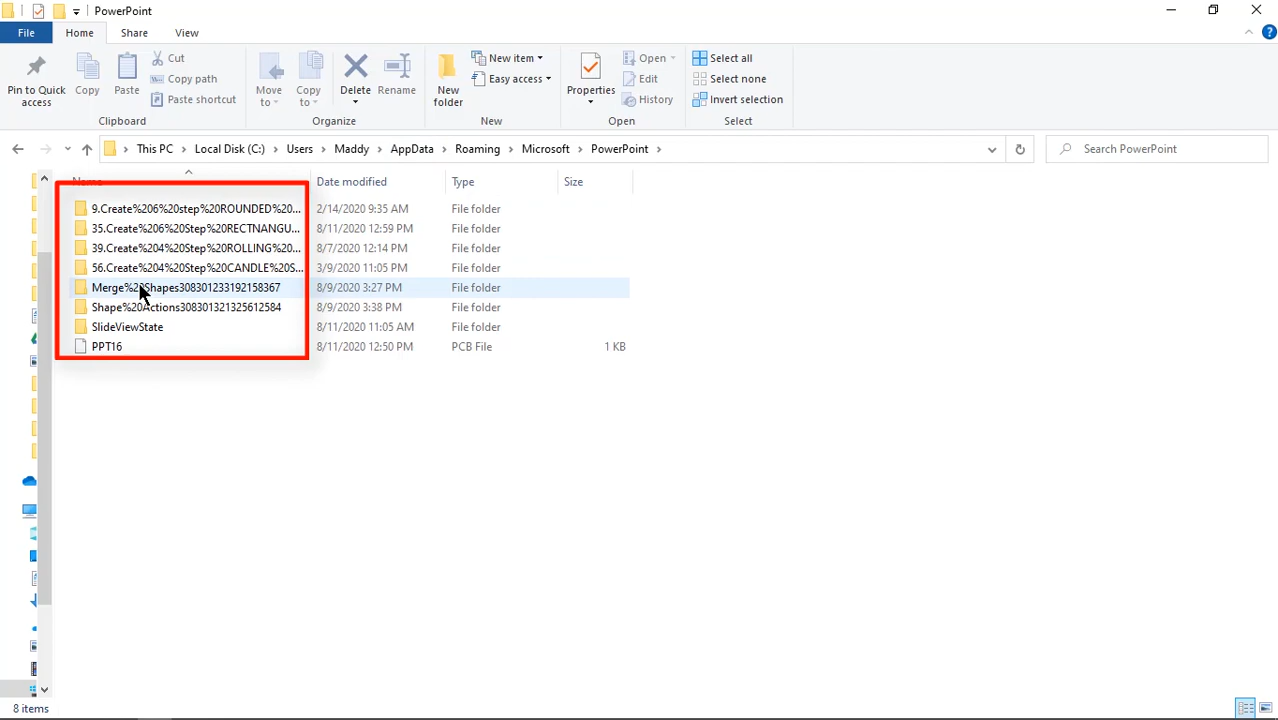 PowerPoint
File Home Share View
Pin to Quick access
Copy
Paste
Cut
Copy path
Paste shortcut
Clipboard
Move to
Copy to
Delete
Rename
Organize
New folder
New item
Easy access
New
Properties
Open
Edit
History
Open
Select all
Select none
Invert selection
Select
This PC > Local Disk (C:) > Users > Maddy > AppData > Roaming > Microsoft > PowerPoint >
Search PowerPoint
Name Date modified Type Size
9.Create%206%20step%20ROUNDED%20... 2/14/2020 9:35 AM File folder
35.Create%206%20Step%20RECTNANGU... 8/11/2020 12:59 PM File folder
39.Create%204%20Step%20ROLLING%20... 8/7/2020 12:14 PM File folder
56.Create%204%20Step%20CANDLE%20S... 3/9/2020 11:05 PM File folder
Merge%20Shapes308301233192158367 8/9/2020 3:27 PM File folder
Shape%20Actions308301321325612584 8/9/2020 3:38 PM File folder
SlideViewState 8/11/2020 11:05 AM File folder
PPT16 8/11/2020 12:50 PM PCB File 1 KB
8 items